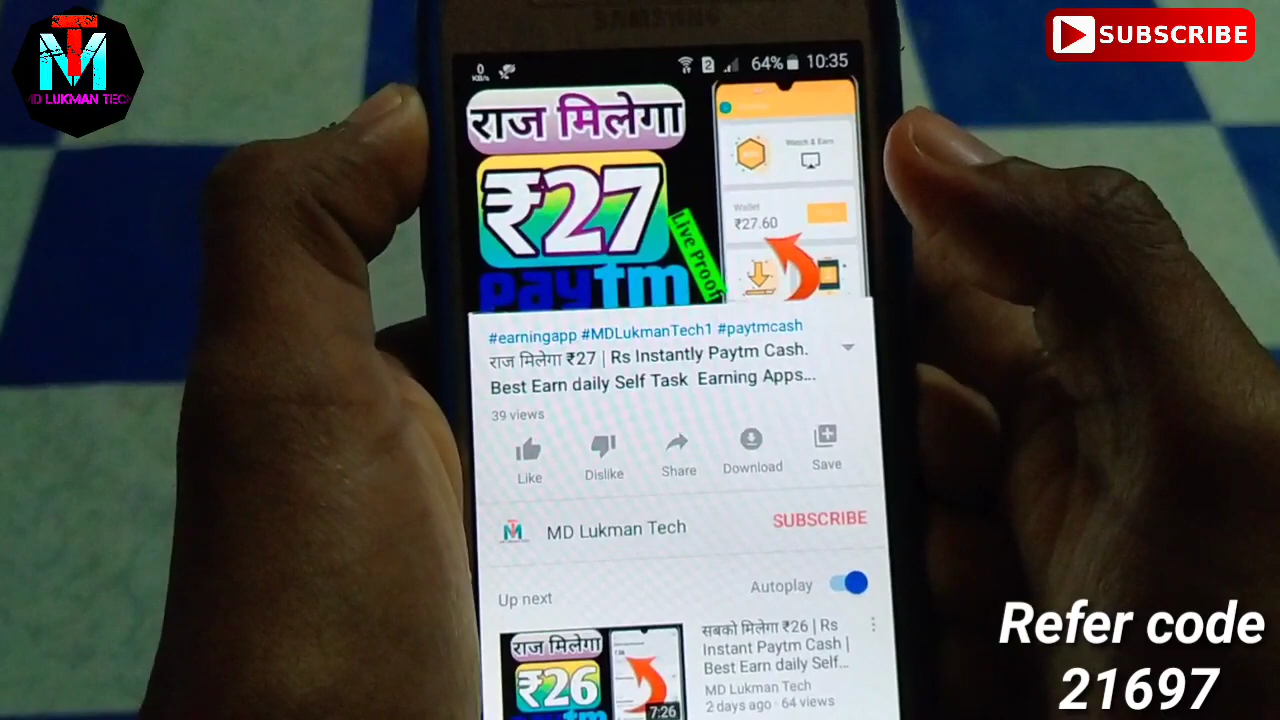 MD LUKMAN TECH
SUBSCRIBE
SAMSUNG
0
KB/s
2
64%
10:35
राज मिलेगा
₹27
paytm
Live Proof
Watch & Earn
Wallet
₹27.60
#earningapp #MDLukmanTech1 #paytmcash
राज मिलेगा ₹27 | Rs Instantly Paytm Cash.
Best Earn daily Self Task Earning Apps...
39 views
Like
Dislike
Share
Download
Save
MD Lukman Tech
SUBSCRIBE
Up next
Autoplay
राज मिलेगा
₹26
paytm
7:26
सबको मिलेगा ₹26 | Rs
Instant Paytm Cash |
Best Earn daily Self...
MD Lukman Tech
2 days ago · 64 views
Refer code
21697